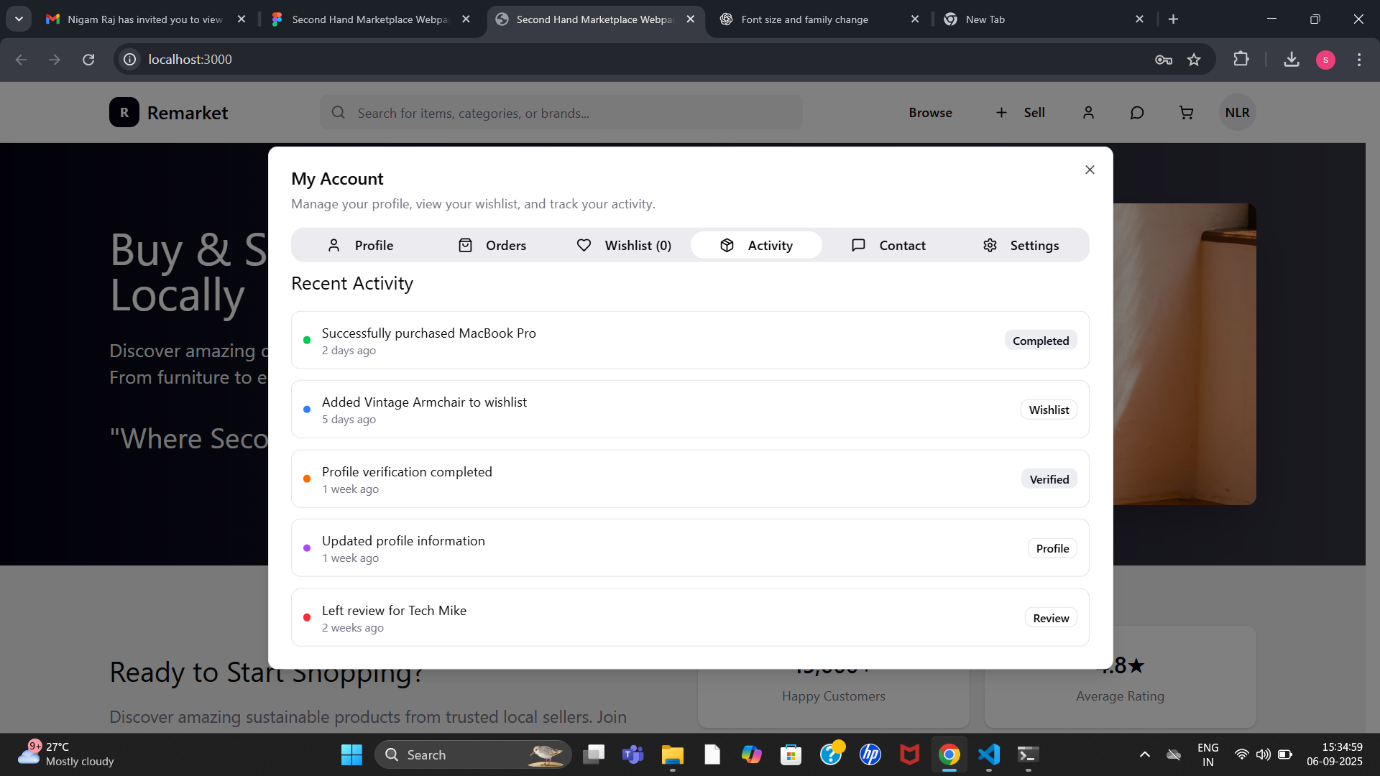 Nigam Raj has invited you to view
Second Hand Marketplace Webpa
Second Hand Marketplace Webpa
Font size and family change
New Tab
localhost:3000
S
R
Remarket
Search for items, categories, or brands...
Browse
Sell
NLR
Buy & S
Locally
Discover amazing
From furniture to e
"Where Seco
My Account
Manage your profile, view your wishlist, and track your activity.
Profile
Orders
Wishlist (0)
Activity
Contact
Settings
Recent Activity
Successfully purchased MacBook Pro
2 days ago
Completed
Added Vintage Armchair to wishlist
5 days ago
Wishlist
Profile verification completed
1 week ago
Verified
Updated profile information
1 week ago
Profile
Left review for Tech Mike
2 weeks ago
Review
Ready to Start Shopping?
Discover amazing sustainable products from trusted local sellers. Join
Happy Customers
4.8★
Average Rating
9+
27°C
Mostly cloudy
Search
hp
ENG
IN
15:34:59
06-09-2025